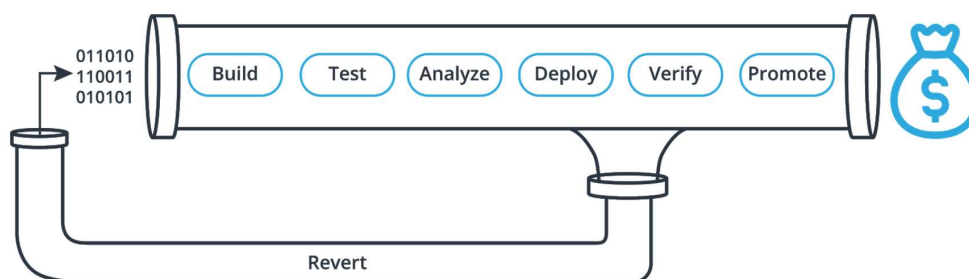 011010
110011
010101
Build
Test
Analyze
Deploy
Verify
Promote
$
Revert